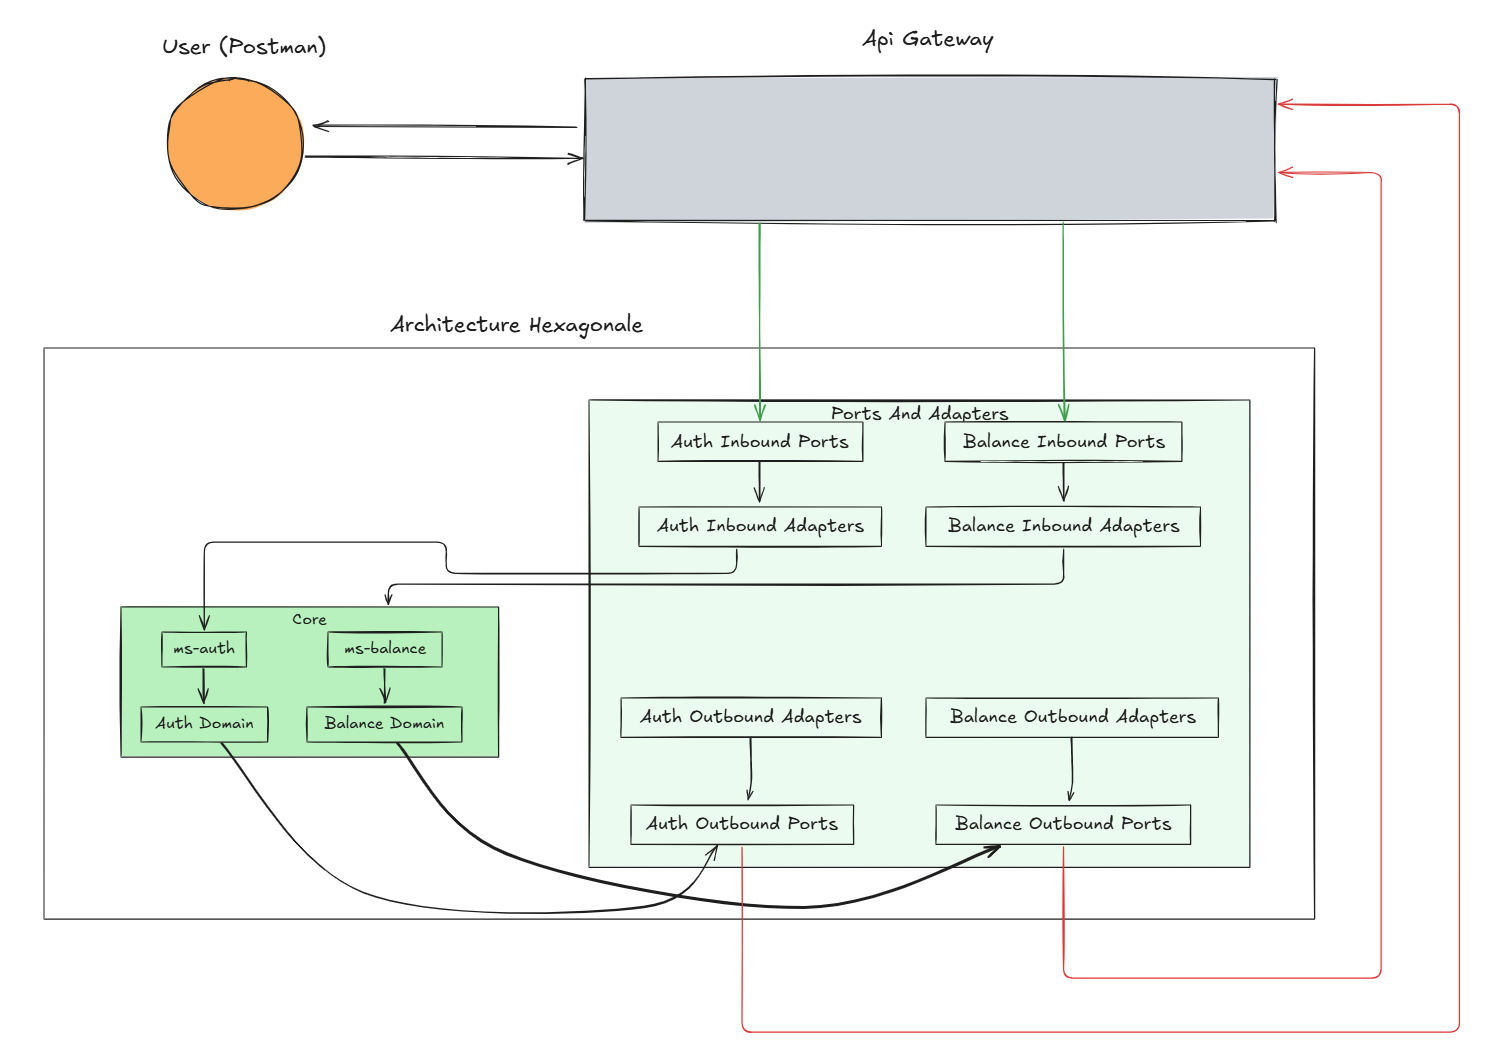 User (Postman)
Api Gateway
Architecture Hexagonale
Ports And Adapters
Auth Inbound Ports
Balance Inbound Ports
Auth Inbound Adapters
Balance Inbound Adapters
Core
ms-auth
ms-balance
Auth Domain
Balance Domain
Auth Outbound Adapters
Balance Outbound Adapters
Auth Outbound Ports
Balance Outbound Ports